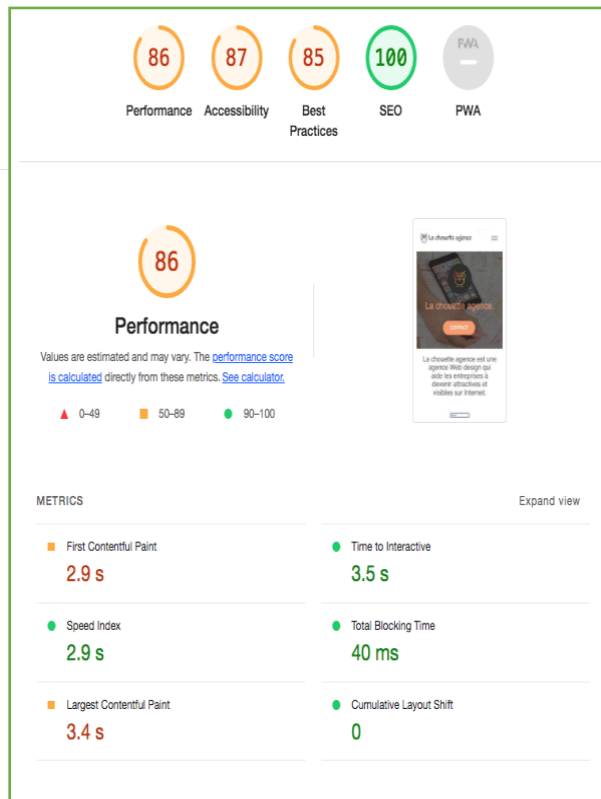 86
87
85
100
PWA
Performance
Accessibility
Best
Practices
SEO
PWA
86
Performance
Values are estimated and may vary. The performance score
is calculated directly from these metrics. See calculator.
0–49
50–89
90–100
La chouette agence
La chouette agence
contact
La chouette agence est une
agence Web design qui
aide les entreprises à
devenir attractives et
visibles sur Internet.
METRICS
Expand view
First Contentful Paint
2.9 s
Time to Interactive
3.5 s
Speed Index
2.9 s
Total Blocking Time
40 ms
Largest Contentful Paint
3.4 s
Cumulative Layout Shift
0